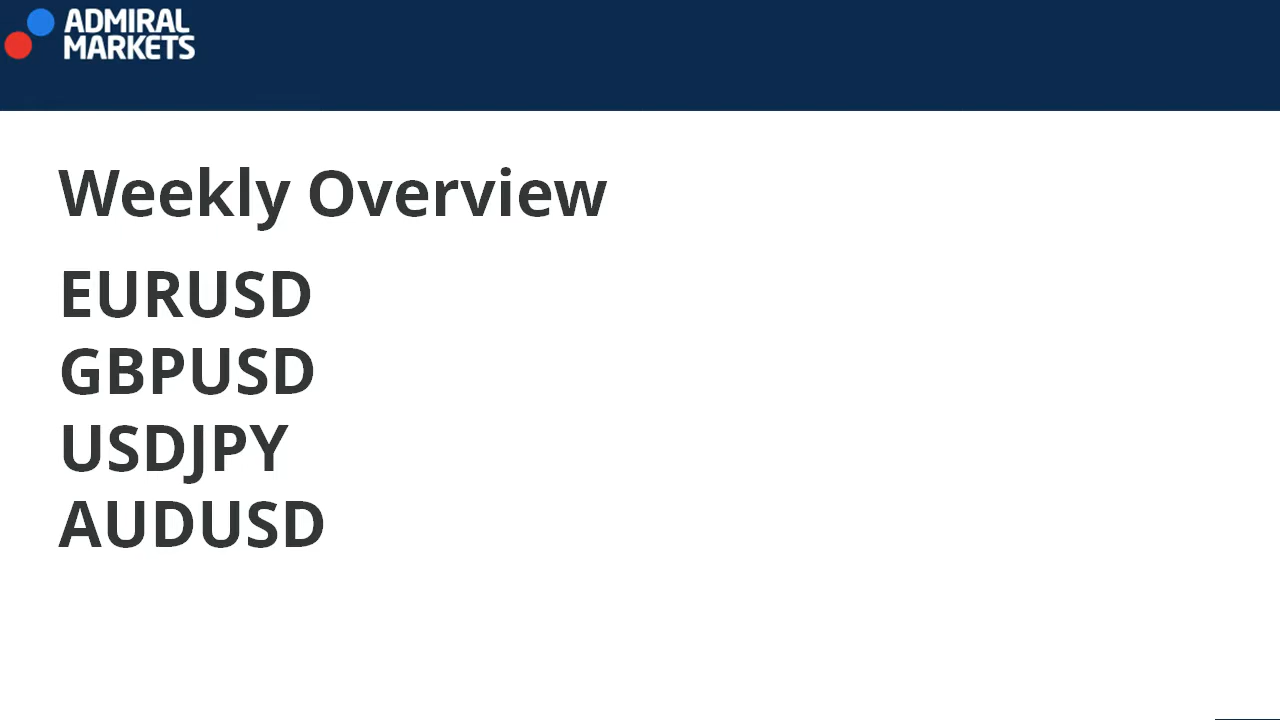 ADMIRAL
MARKETS
Weekly Overview
EURUSD
GBPUSD
USDJPY
AUDUSD